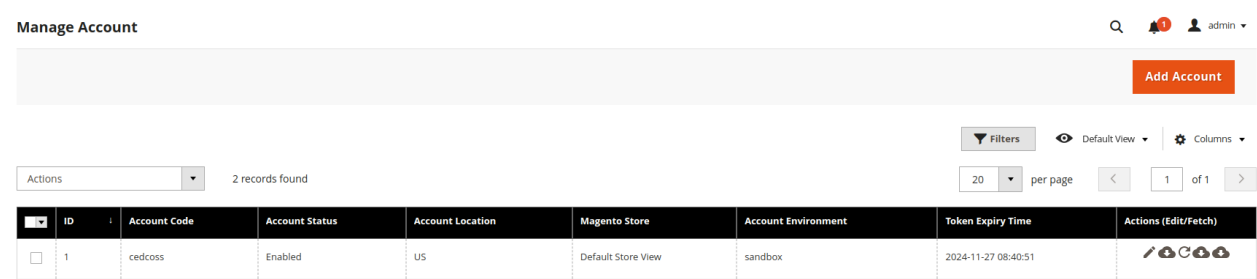 Manage Account
1
admin
Add Account
Filters
Default View
Columns
Actions
2 records found
20
per page
1
of 1
ID ↓ Account Code Account Status Account Location Magento Store Account Environment Token Expiry Time Actions (Edit/Fetch)
1 cedcoss Enabled US Default Store View sandbox 2024-11-27 08:40:51